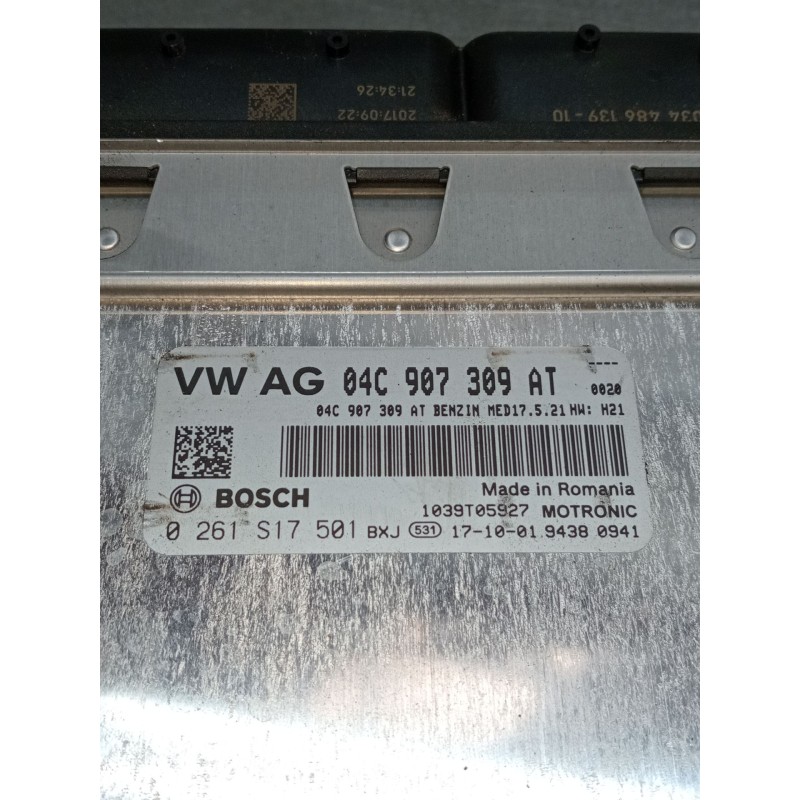 21:34:26
2017:09:22
034 486 139-10
VW AG 04C 907 309 AT ----
0020
04C 907 309 AT BENZIN MED17.5.21 HW: H21
BOSCH
Made in Romania
1039T05927 MOTRONIC
0 261 S17 501 BXJ 531 17-10-01.9438 0941